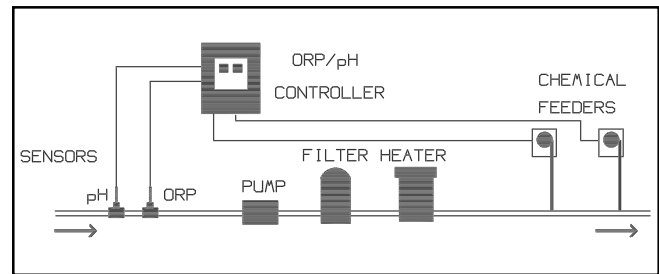 ORP/pH
CONTROLLER
CHEMICAL
FEEDERS
SENSORS
FILTER HEATER
pH ORP PUMP